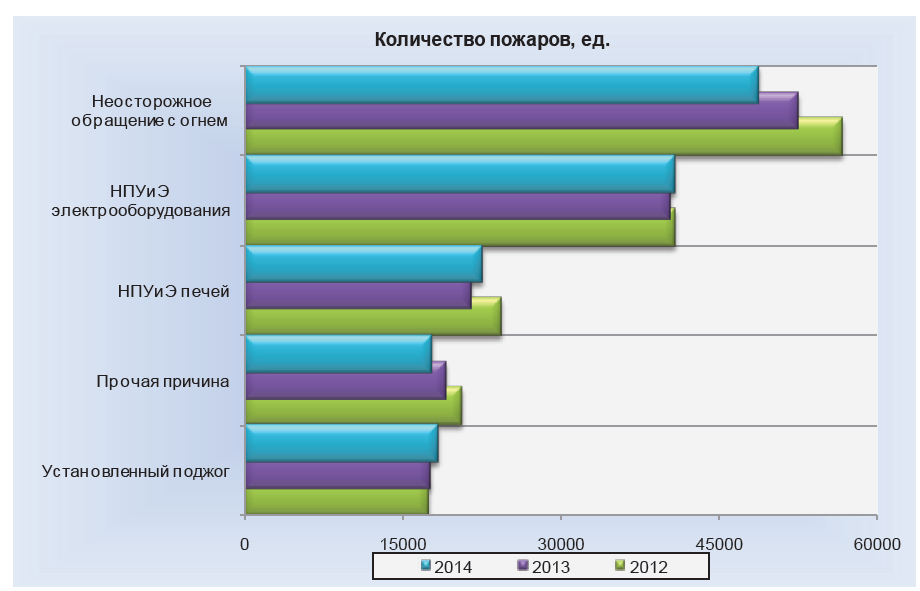 Количество пожаров, ед.
Неосторожное
обращение с огнем
НПУиЭ
электрооборудования
НПУиЭ печей
Прочая причина
Установленный поджог
0 15000 30000 45000 60000
2014 2013 2012